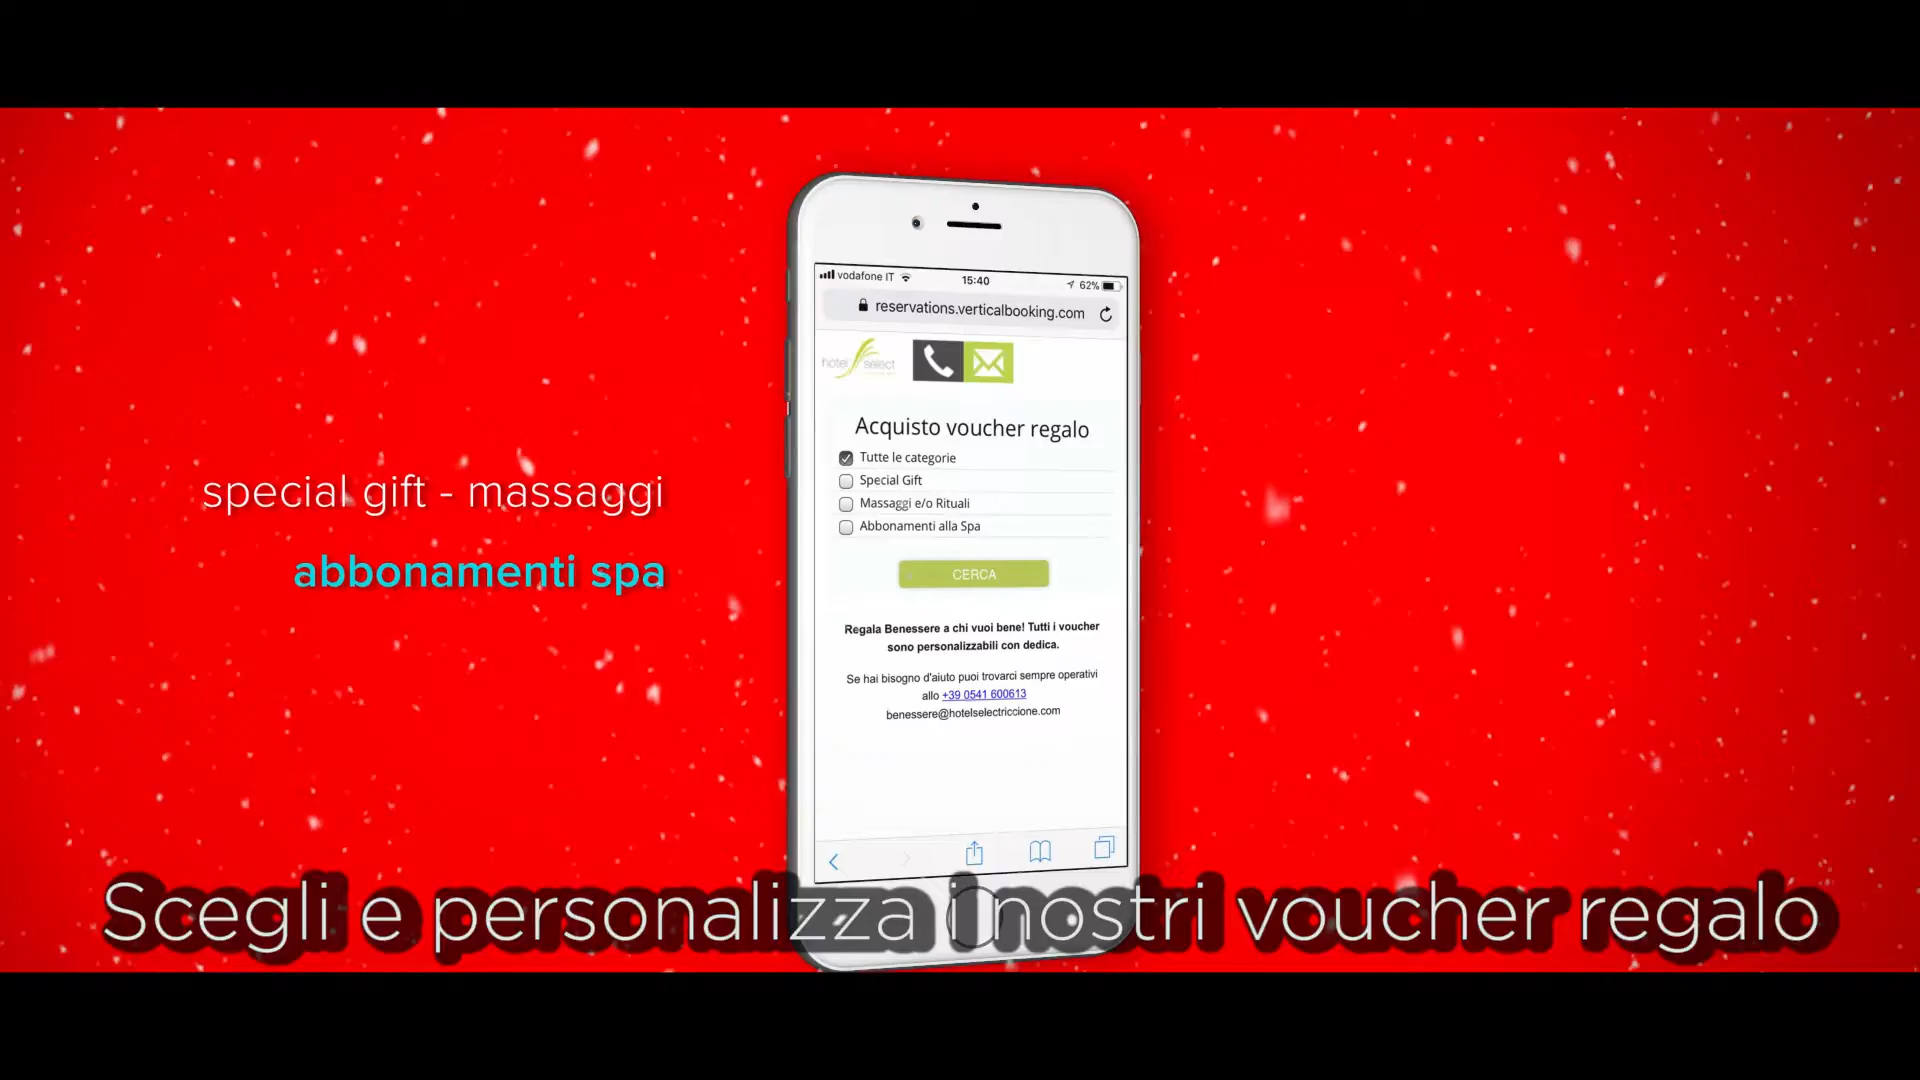 vodafone IT
15:40
62%
reservations.verticalbooking.com
hotel select
Acquisto voucher regalo
Tutte le categorie
Special Gift
Massaggi e/o Rituali
Abbonamenti alla Spa
CERCA
Regala Benessere a chi vuoi bene! Tutti i voucher
sono personalizzabili con dedica.
Se hai bisogno d'aiuto puoi trovarci sempre operativi
allo +39 0541 600613
benessere@hotelselectriccione.com
special gift - massaggi
abbonamenti spa
Scegli e personalizza i nostri voucher regalo